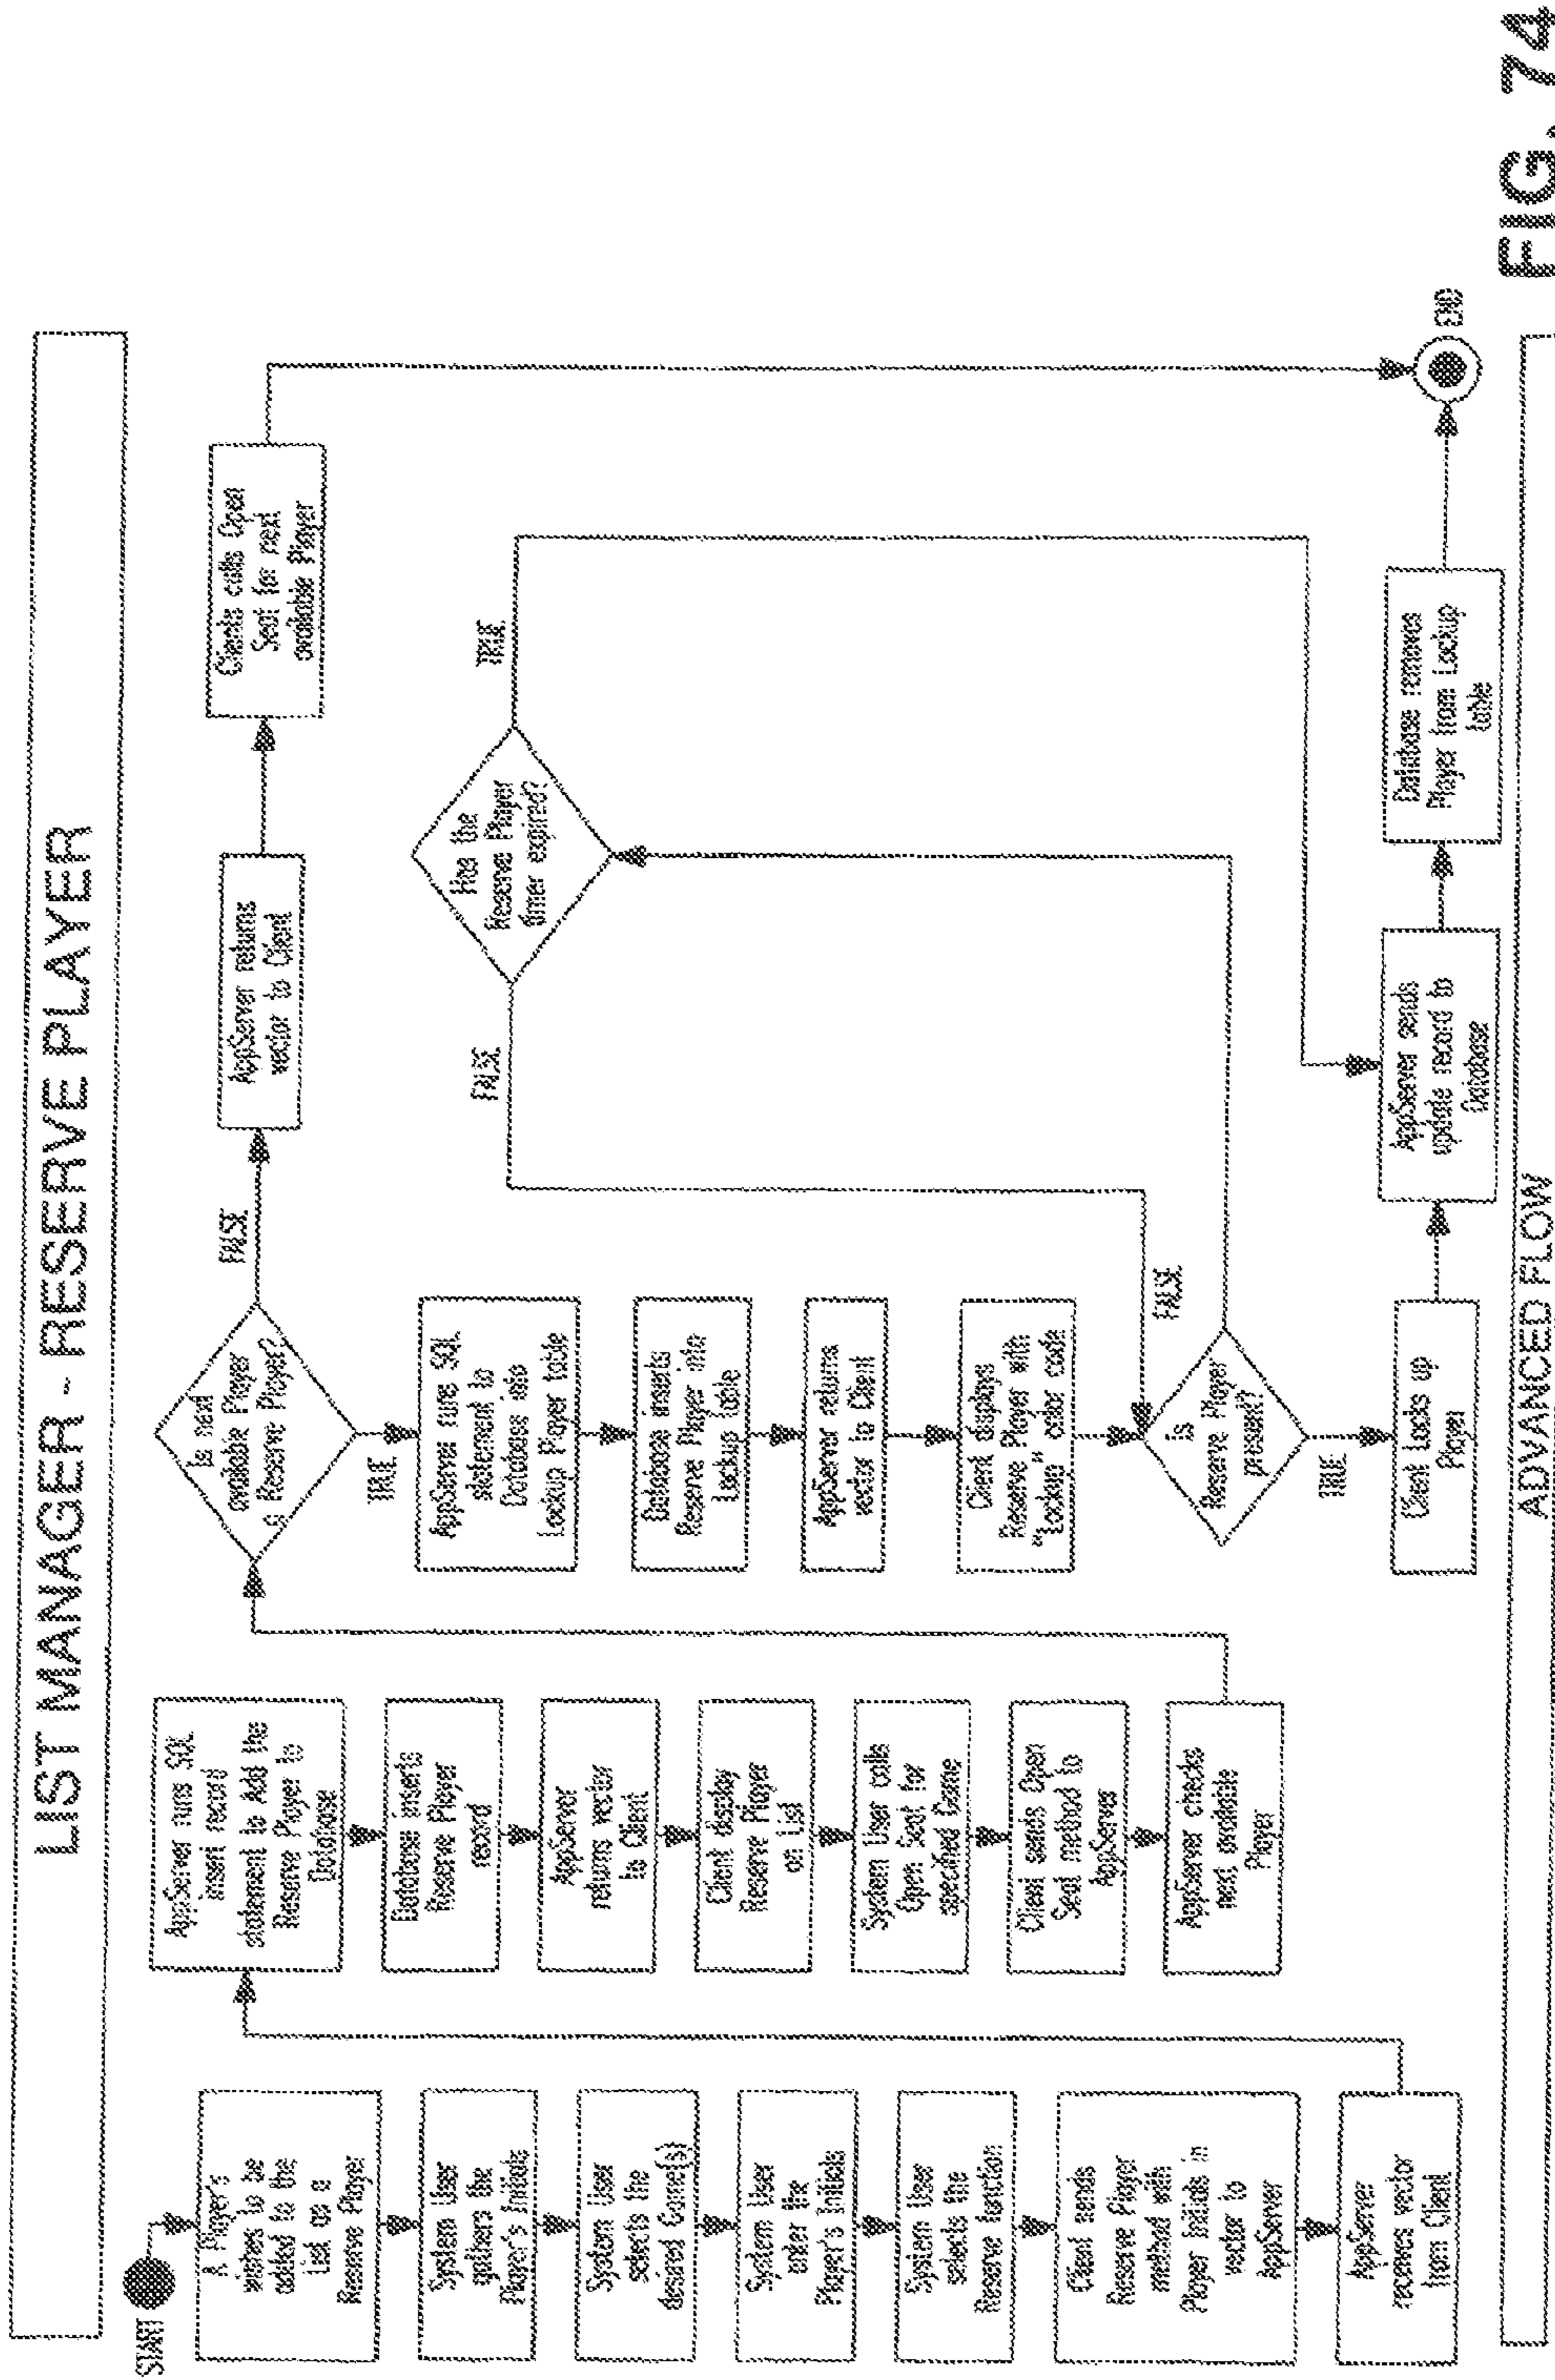 LIST MANAGER - RESERVE PLAYER
START
A Player's
wishes to be
added to the
List as a
Reserve Player
System User
gathers the
Player's Initials
System User
selects the
desired Game(s)
System User
enter the
Player's Initials
System User
selects the
Reserve function
Client sends
Reserve Player
method with
Player Initials in
vector to
AppServer
AppServer
receives vector
from Client
AppServer runs SQL
insert record
statement to Add the
Reserve Player to
Database
Database inserts
Reserve Player
record
AppServer
returns vector
to Client
Client display
Reserve Player
on List
System User calls
Open Seat for
specified Game
Client sends Open
Seat method to
AppServer
AppServer checks
next available
Player
Is next
available Player
a Reserve Player?
FALSE
TRUE
AppServer returns
vector to Client
Clients calls Open
Seat for next
available Player
AppServer runs SQL
statement to
Database into
Lockup Player table
Database inserts
Reserve Player into
Lockup table
AppServer returns
vector to Client
Client displays
Reserve Player with
"Lockup" color code
Is
Reserve Player
present?
FALSE
TRUE
Has the
Reserve Player
timer expired?
FALSE
TRUE
Client Locks up
Player
AppServer sends
update record to
Database
Database removes
Player from Lockup
table
END
ADVANCED FLOW
FIG. 74